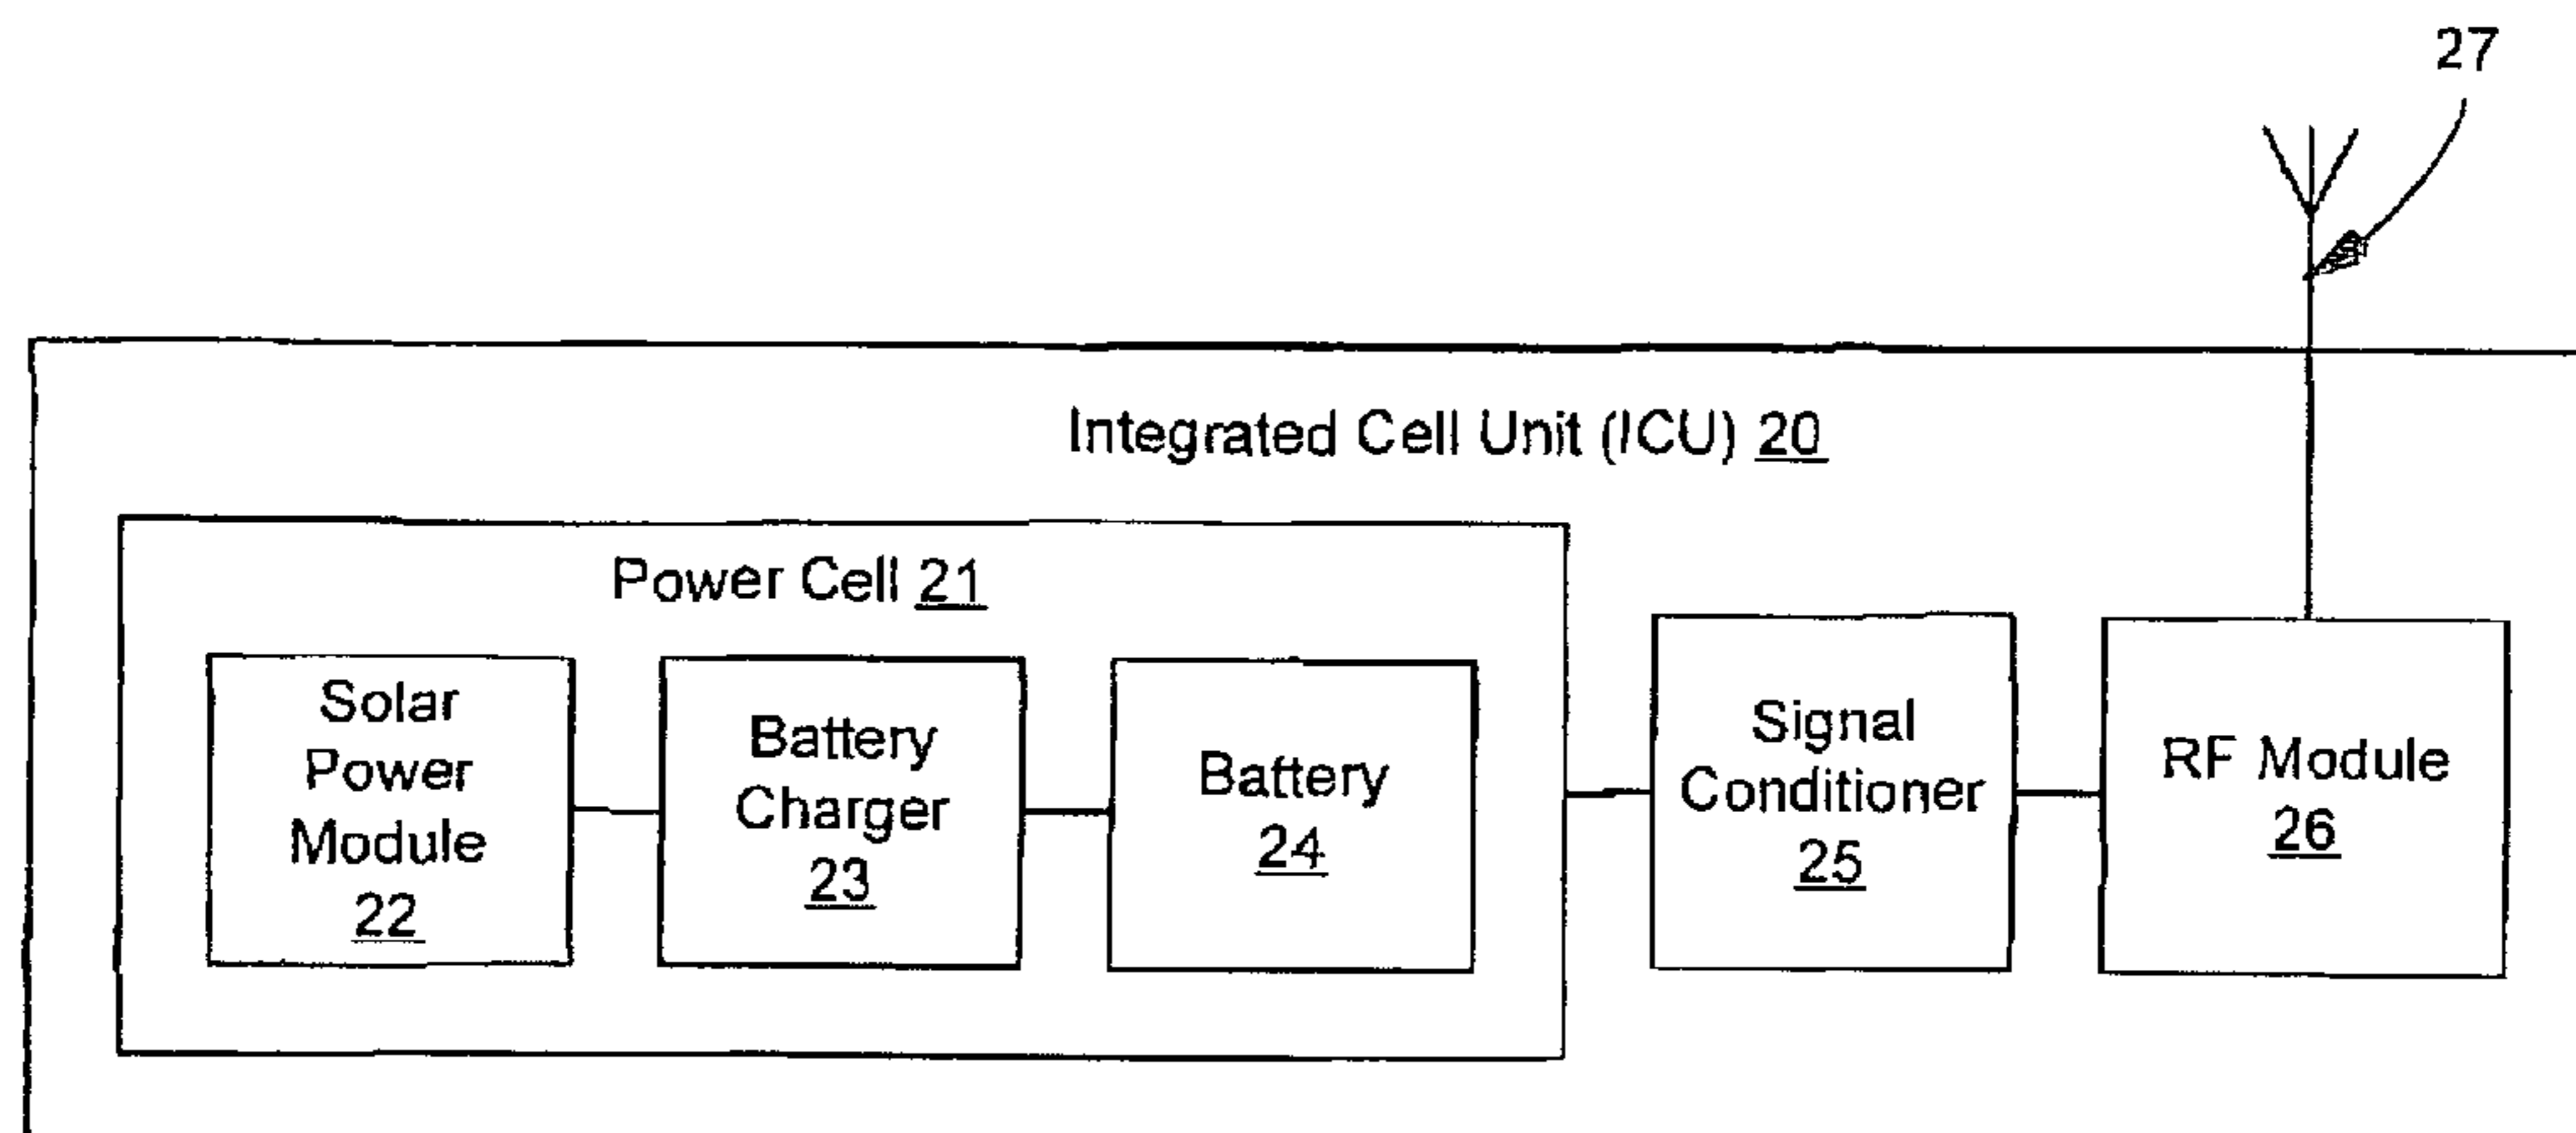 27
Integrated Cell Unit (ICU) 20
Power Cell 21
Solar
Power
Module
22
Battery
Charger
23
Battery
24
Signal
Conditioner
25
RF Module
26